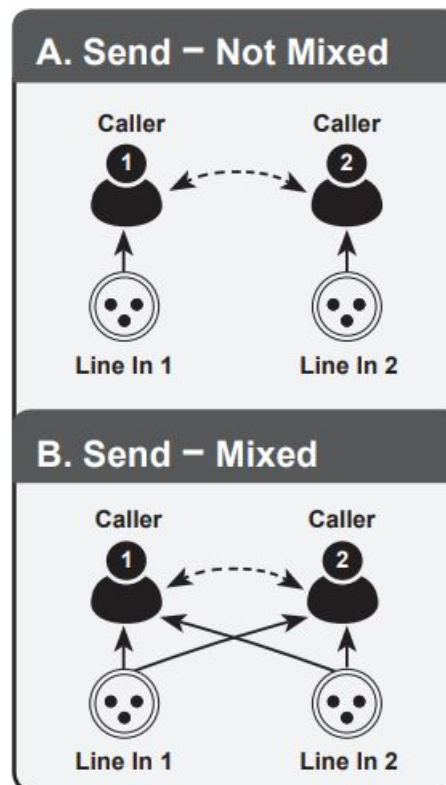 A. Send – Not Mixed
Caller Caller
1 2
Line In 1 Line In 2
B. Send – Mixed
Caller Caller
1 2
Line In 1 Line In 2